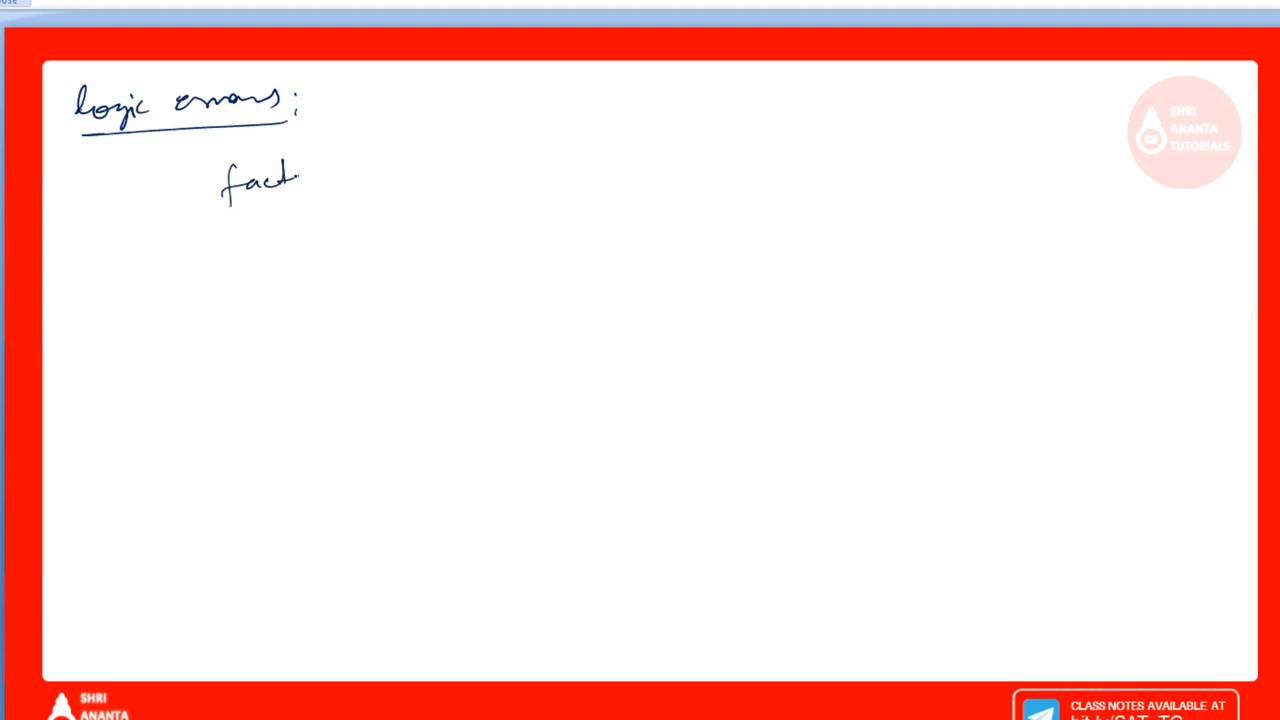 logic errors:
fact
SHRI
ANANTA
TUTORIALS
SHRI
ANANTA
CLASS NOTES AVAILABLE AT